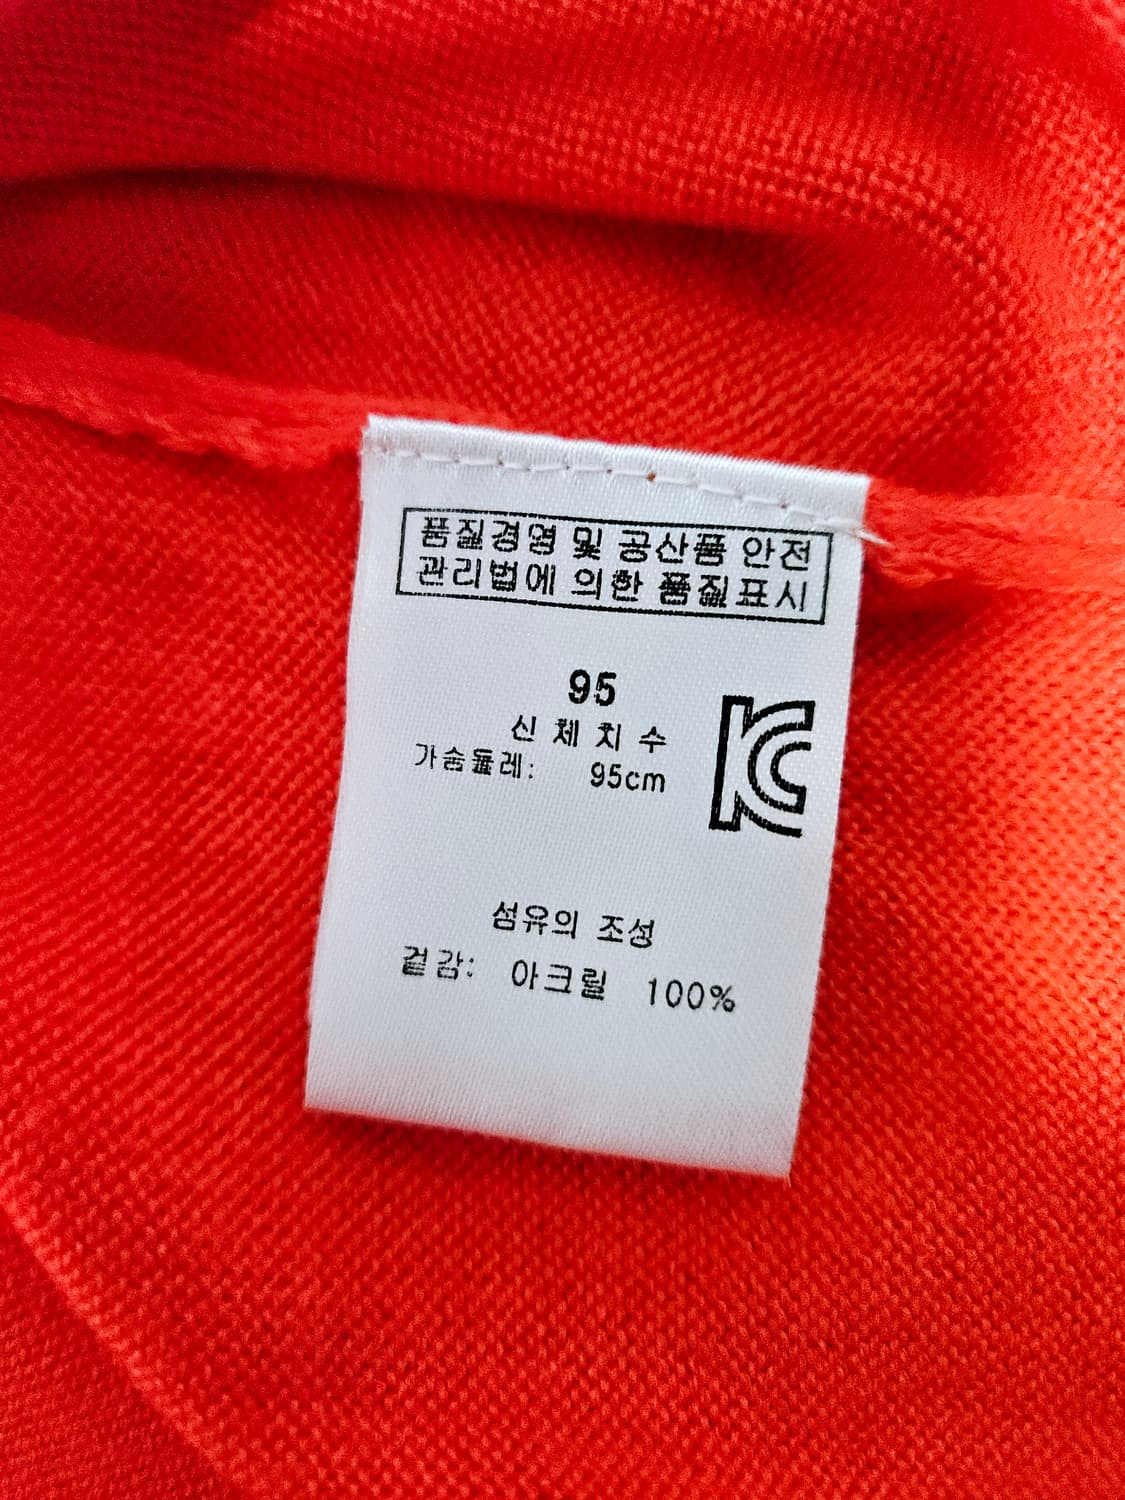 품질경영 및 공산품 안전
관리법에 의한 품질표시
95
신체치수
가슴둘레: 95cm
KC
섬유의 조성
겉감: 아크릴 100%